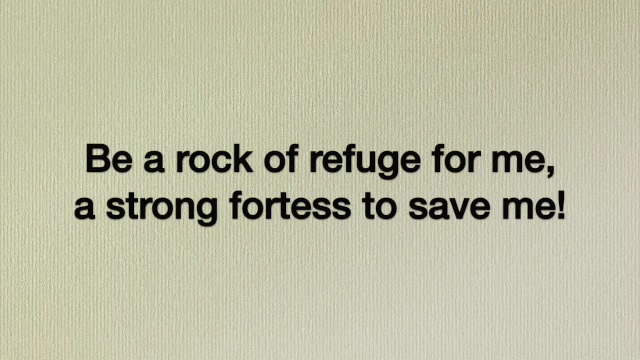 Be a rock of refuge for me,
a strong fortess to save me!